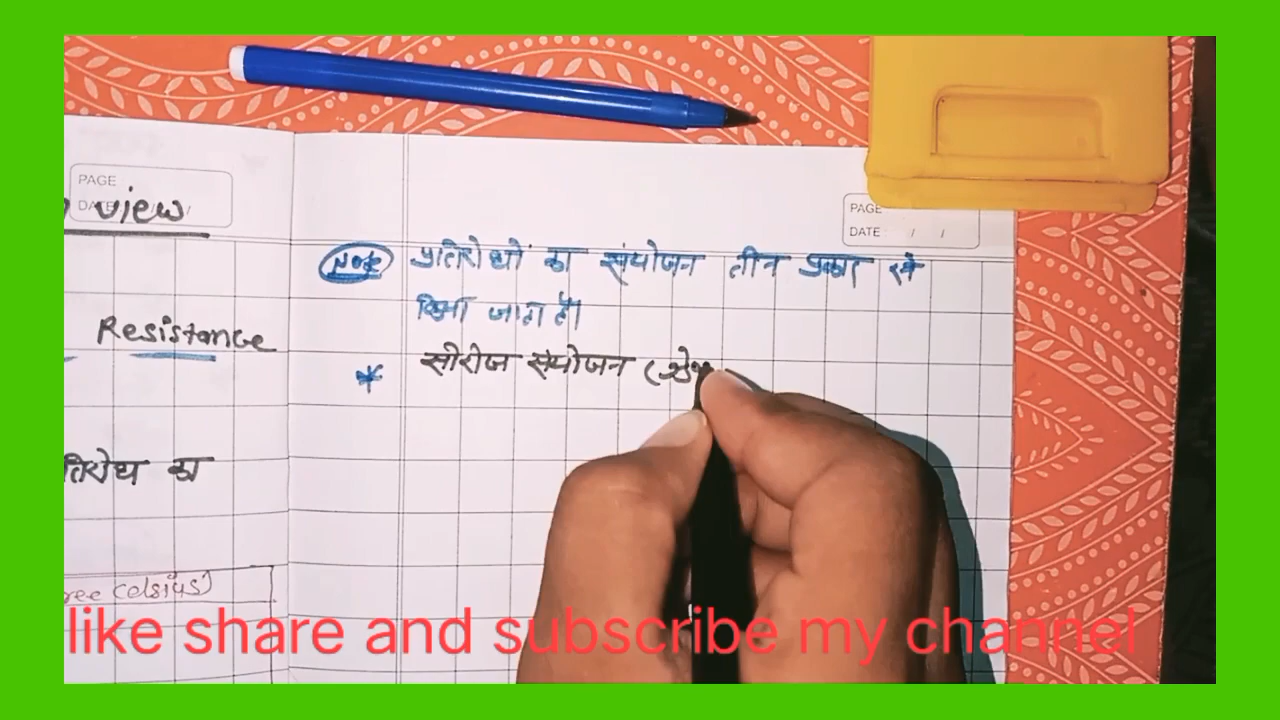 PAGE
DATE / /
view
Resistance
तिरोध का
ree Celsius)
PAGE
DATE / /
Note प्रतिरोधों का संयोजन तीन प्रकार से
किया जाता है।
* सीरीज संयोजन (श्रे
like share and subscribe my channel